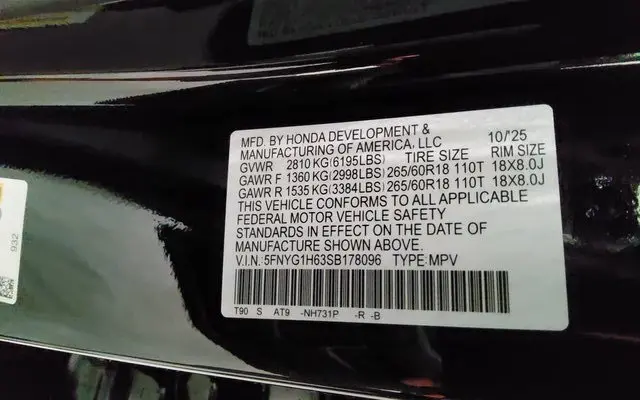 MFD. BY HONDA DEVELOPMENT &
MANUFACTURING OF AMERICA, LLC 10/'25
GVWR 2810 KG(6195LBS) TIRE SIZE RIM SIZE
GAWR F 1360 KG(2998LBS) 265/60R18 110T 18X8.0J
GAWR R 1535 KG(3384LBS) 265/60R18 110T 18X8.0J
THIS VEHICLE CONFORMS TO ALL APPLICABLE
FEDERAL MOTOR VEHICLE SAFETY
STANDARDS IN EFFECT ON THE DATE OF
MANUFACTURE SHOWN ABOVE.
V.I.N.:5FNYG1H63SB178096 TYPE:MPV
T90 S AT9 -NH731P -R -B
932